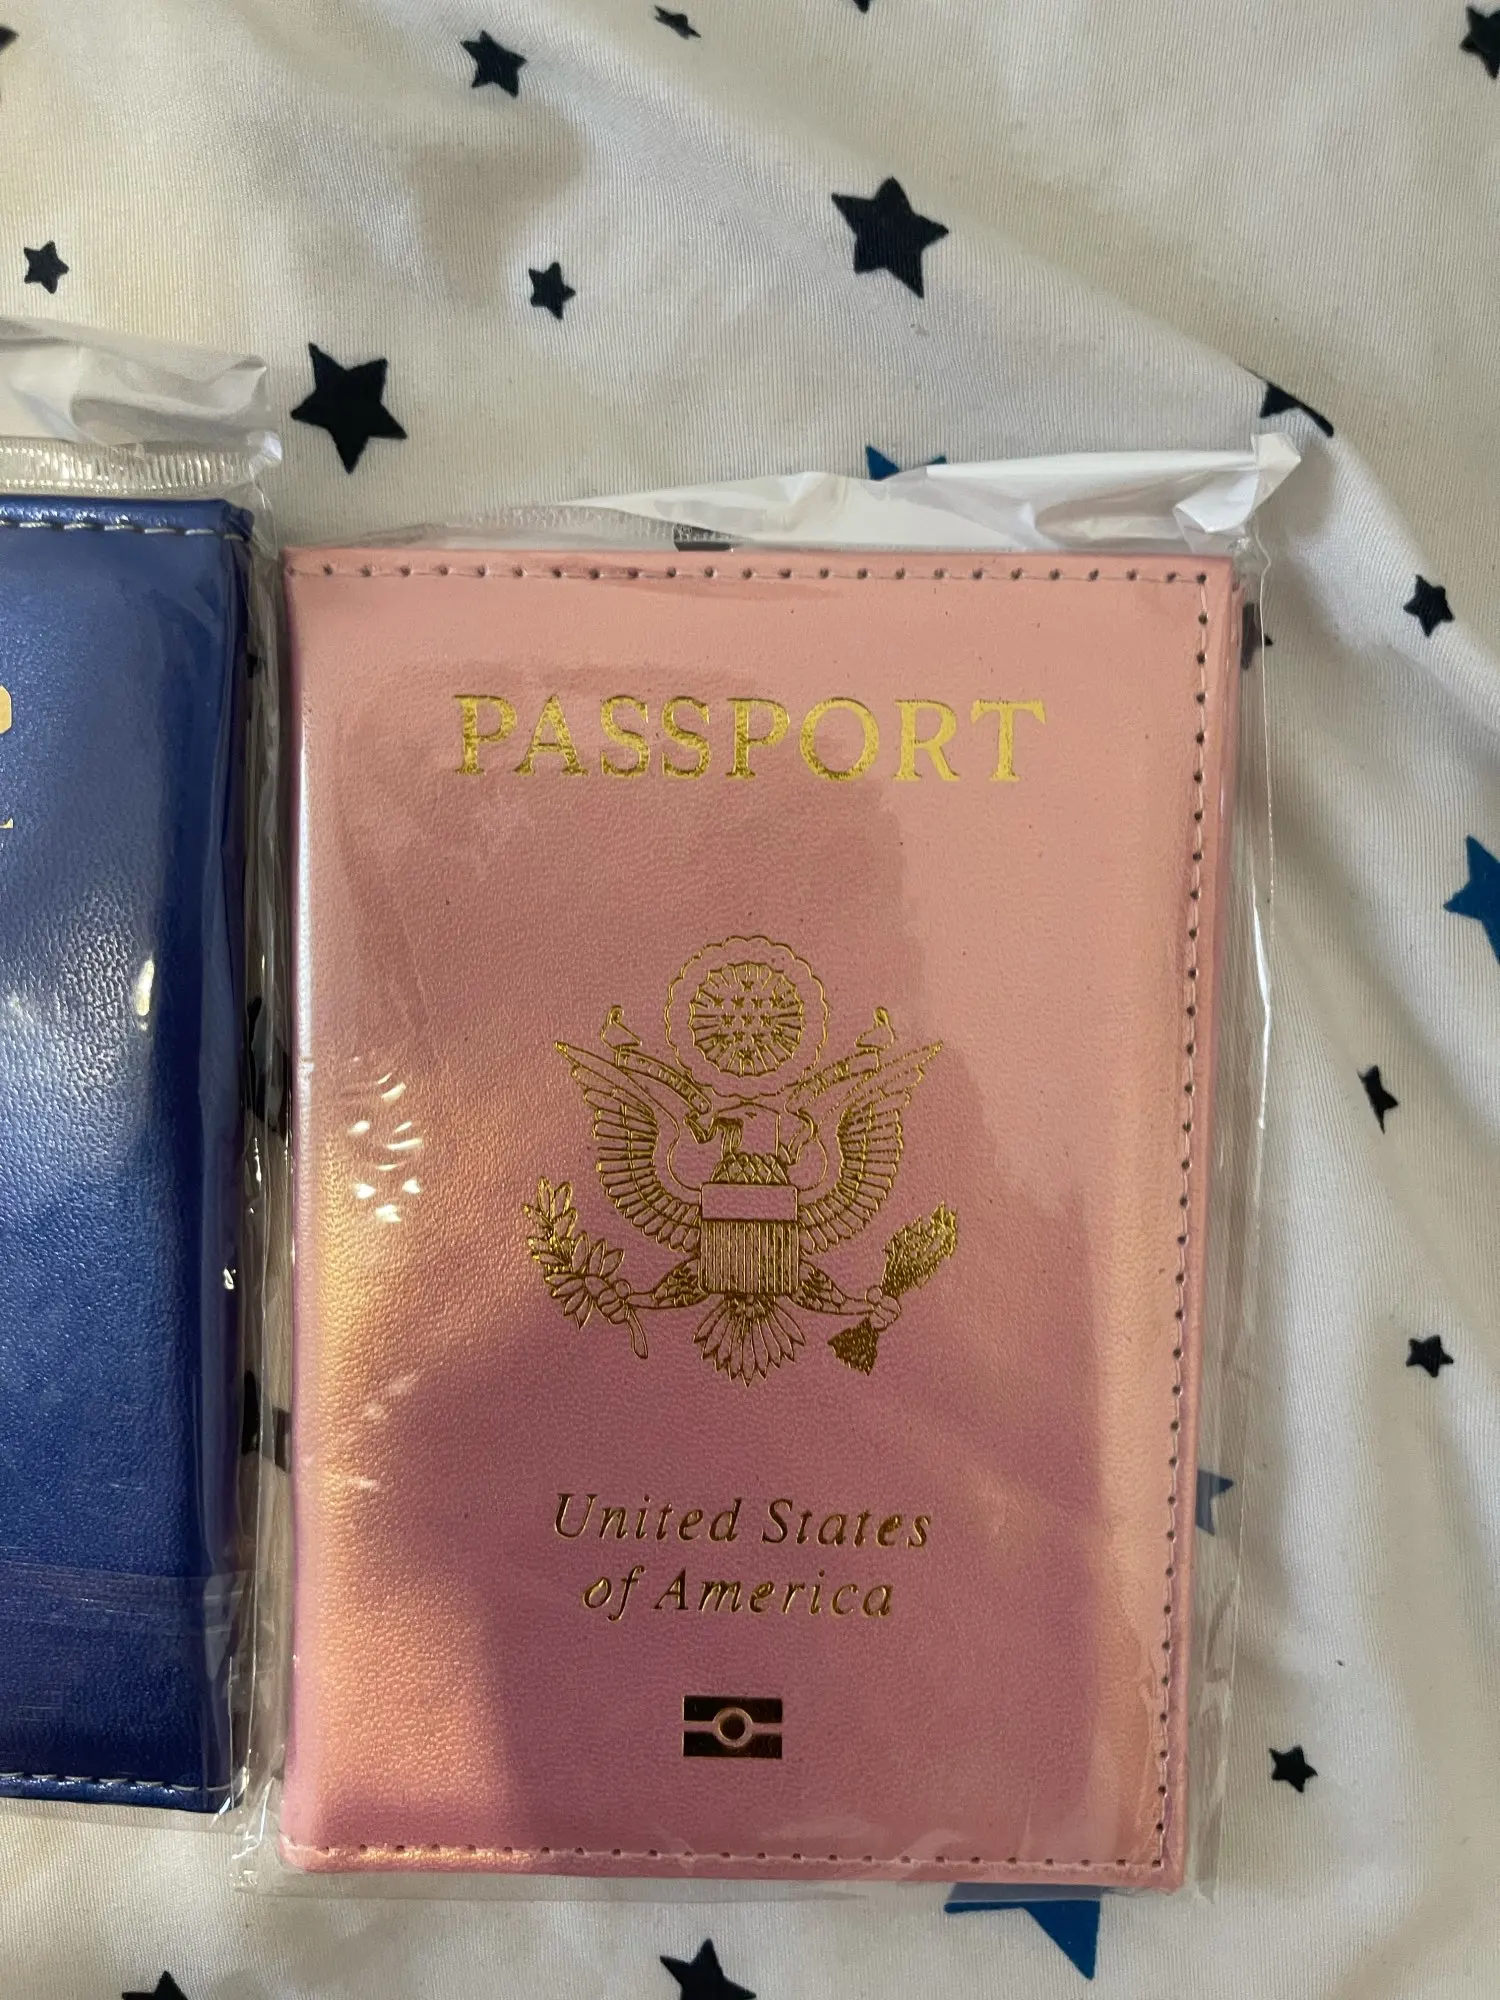 PASSPORT
United States
of America